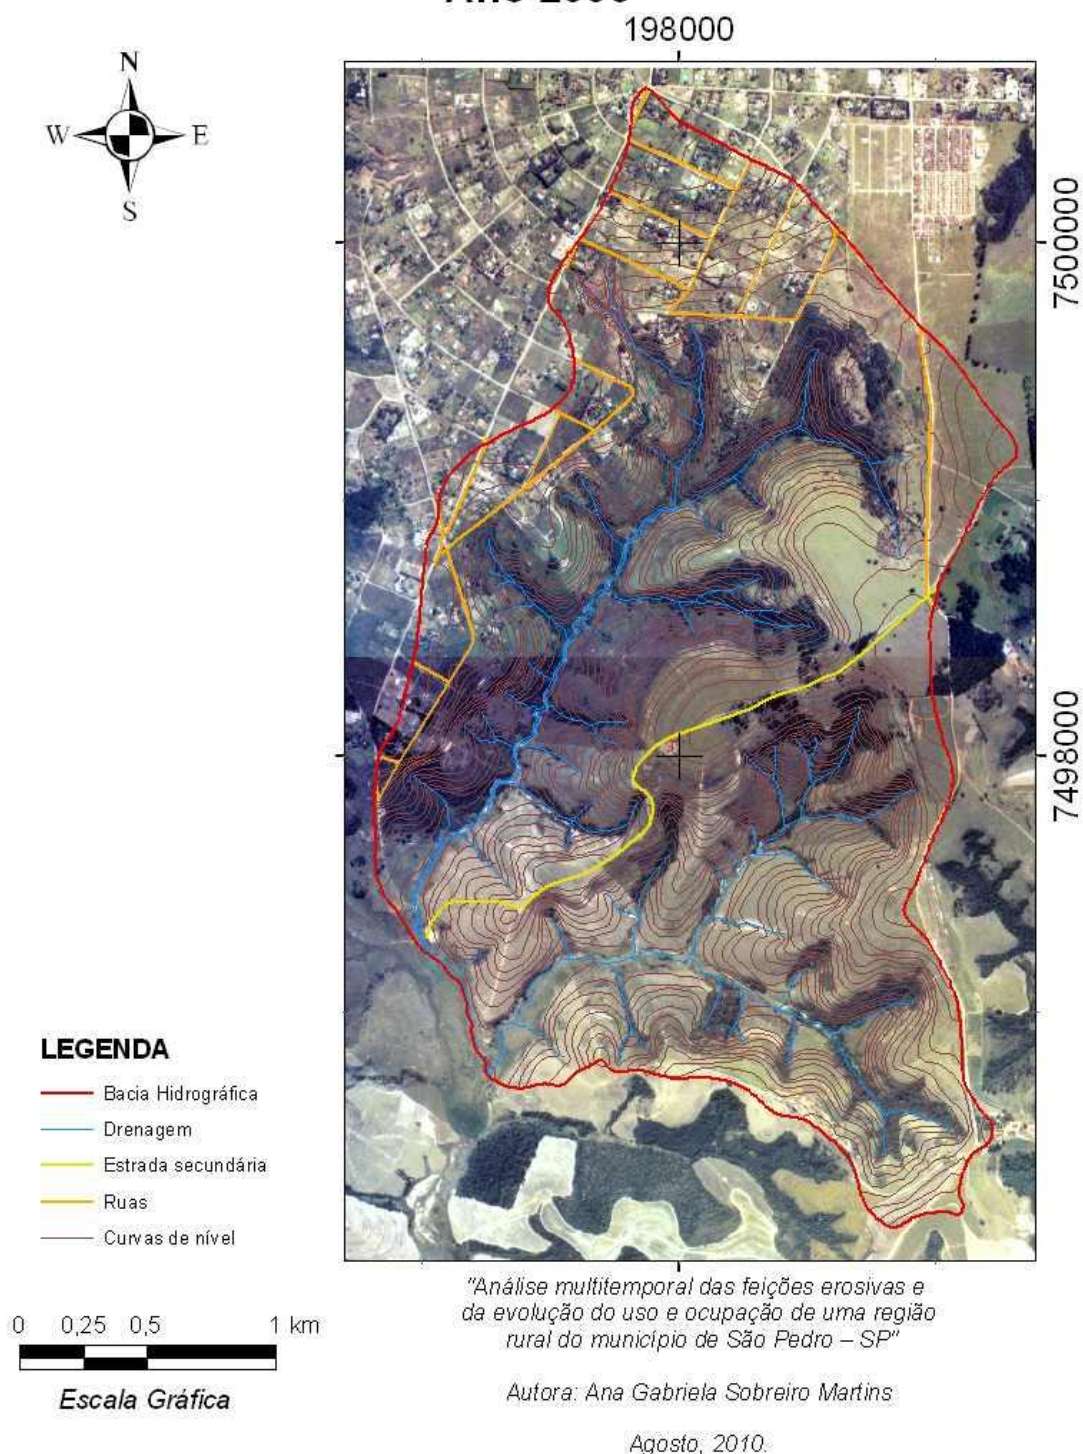 198000
N
W
E
S
7500000
7498000
LEGENDA
Bacia Hidrográfica
Drenagem
Estrada secundária
Ruas
Curvas de nível
0 0,25 0,5 1 km
Escala Gráfica
"Análise multitemporal das feições erosivas e
da evolução do uso e ocupação de uma região
rural do município de São Pedro – SP"
Autora: Ana Gabriela Sobreiro Martins
Agosto, 2010.